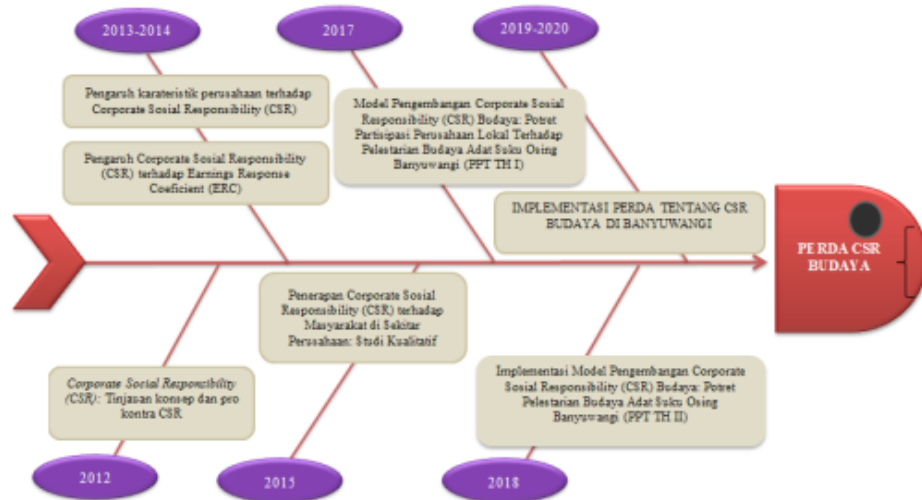 2013-2014
2017
2019-2020
Pengaruh karateristik perusahaan terhadap
Corporate Sosial Responsibility (CSR)
Pengaruh Corporate Sosial Responsibility
(CSR) terhadap Earnings Response
Coeficient (ERC)
Model Pengembangan Corporate Sosial
Responsibility (CSR) Budaya: Potret
Partisipasi Perusahaan Lokal Terhadap
Pelestarian Budaya Adat Suku Osing
Banyuwangi (PPT TH I)
IMPLEMENTASI PERDA TENTANG CSR
BUDAYA DI BANYUWANGI
PERDA CSR
BUDAYA
Corporate Social Responsibility
(CSR): Tinjasan konsep dan pro
kontra CSR
Penerapan Corporate Sosial
Responsibility (CSR) terhadap
Masyarakat di Sekitar
Perusahaan: Studi Kualitatif
Implementasi Model Pengembangan Corporate
Sosial Responsibility (CSR) Budaya: Potret
Pelestarian Budaya Adat Suku Osing
Banyuwangi (PPT TH II)
2012
2015
2018